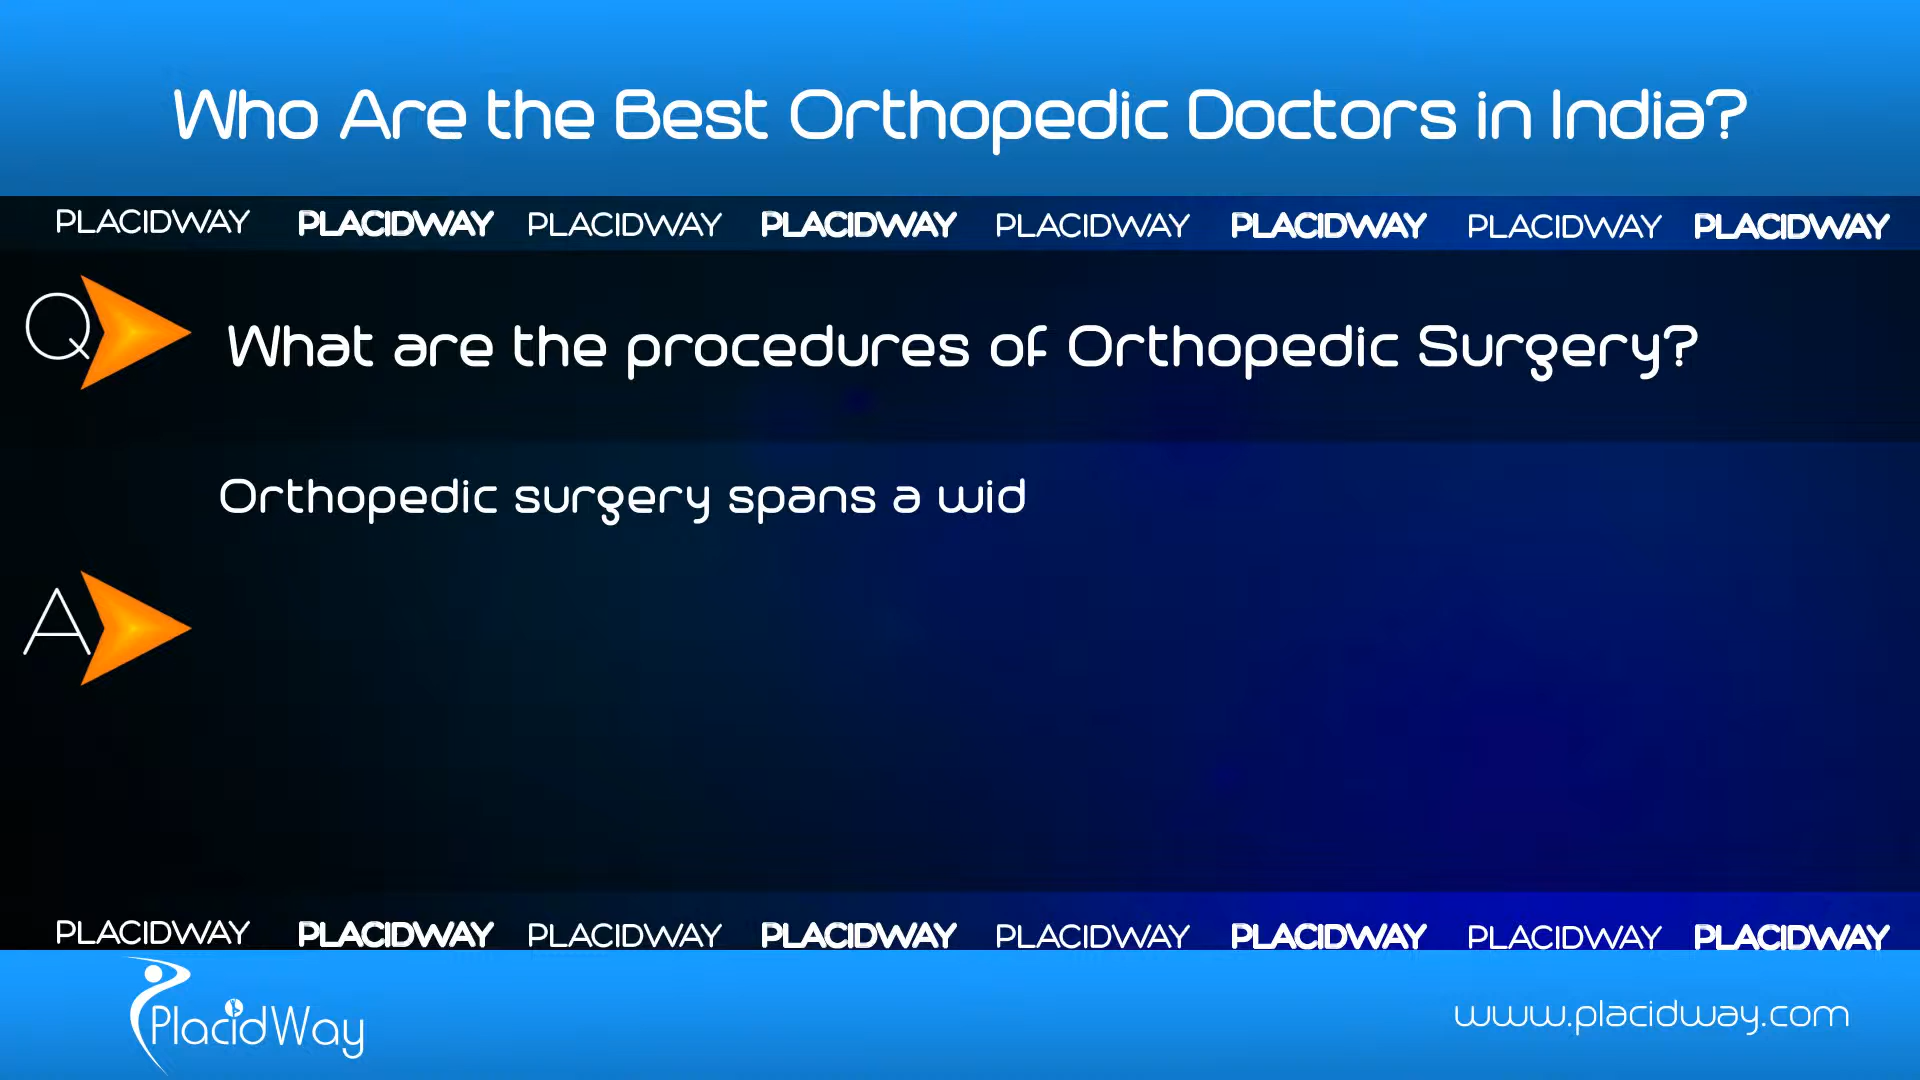 Who Are the Best Orthopedic Doctors in India?
PLACIDWAY PLACIDWAY PLACIDWAY PLACIDWAY PLACIDWAY PLACIDWAY PLACIDWAY PLACIDWAY
Q What are the procedures of Orthopedic Surgery?
Orthopedic surgery spans a wid
A
PLACIDWAY PLACIDWAY PLACIDWAY PLACIDWAY PLACIDWAY PLACIDWAY PLACIDWAY PLACIDWAY
PlacidWay www.placidway.com